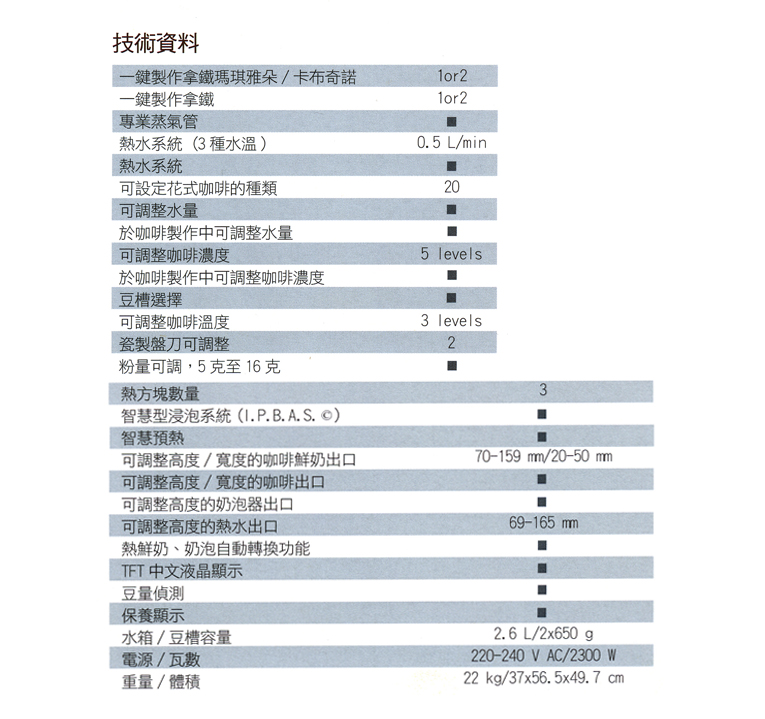 技術資料
一鍵製作拿鐵瑪琪雅朵 / 卡布奇諾 1or2
一鍵製作拿鐵 1or2
專業蒸氣管 ■
熱水系統 (3 種水溫) 0.5 L/min
熱水系統 ■
可設定花式咖啡的種類 20
可調整水量 ■
於咖啡製作中可調整水量 ■
可調整咖啡濃度 5 levels
於咖啡製作中可調整咖啡濃度 ■
豆槽選擇 ■
可調整咖啡溫度 3 levels
瓷製盤刀可調整 2
粉量可調，5 克至 16 克 ■
熱方塊數量 3
智慧型浸泡系統 (I.P.B.A.S. ©) ■
智慧預熱 ■
可調整高度 / 寬度的咖啡鮮奶出口 70-159 mm/20-50 mm
可調整高度 / 寬度的咖啡出口 ■
可調整高度的奶泡器出口 ■
可調整高度的熱水出口 69-165 mm
熱鮮奶、奶泡自動轉換功能 ■
TFT 中文液晶顯示 ■
豆量偵測 ■
保養顯示 ■
水箱 / 豆槽容量 2.6 L/2x650 g
電源 / 瓦數 220-240 V AC/2300 W
重量 / 體積 22 kg/37x56.5x49.7 cm